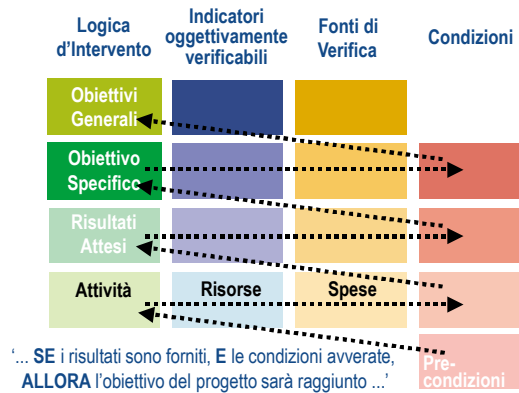 Logica
d'Intervento
Indicatori
oggettivamente
verificabili
Fonti di
Verifica
Condizioni
Obiettivi
Generali
Obiettivo
Specifico
Risultati
Attesi
Attività
Risorse
Spese
Pre-
condizioni
‘... SE i risultati sono forniti, E le condizioni avverate,
ALLORA l’obiettivo del progetto sarà raggiunto ...’